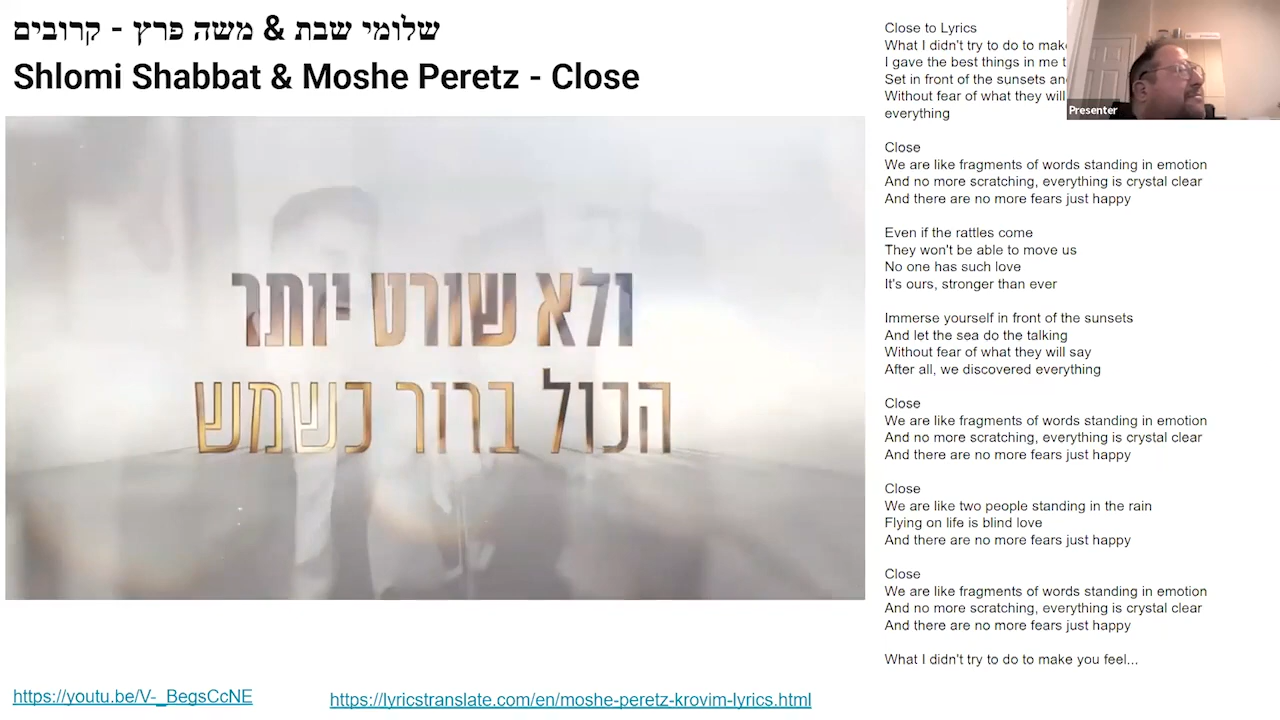 שלומי שבת & משה פרץ - קרובים
Shlomi Shabbat & Moshe Peretz - Close
ולא שורט יותר
הכול ברור כשמש
https://youtu.be/V-_BegsCcNE
https://lyricstranslate.com/en/moshe-peretz-krovim-lyrics.html
Close to Lyrics
What I didn't try to do to make
I gave the best things in me t
Set in front of the sunsets an
Without fear of what they will
everything
Close
We are like fragments of words standing in emotion
And no more scratching, everything is crystal clear
And there are no more fears just happy
Even if the rattles come
They won't be able to move us
No one has such love
It's ours, stronger than ever
Immerse yourself in front of the sunsets
And let the sea do the talking
Without fear of what they will say
After all, we discovered everything
Close
We are like fragments of words standing in emotion
And no more scratching, everything is crystal clear
And there are no more fears just happy
Close
We are like two people standing in the rain
Flying on life is blind love
And there are no more fears just happy
Close
We are like fragments of words standing in emotion
And no more scratching, everything is crystal clear
And there are no more fears just happy
What I didn't try to do to make you feel...
Presenter